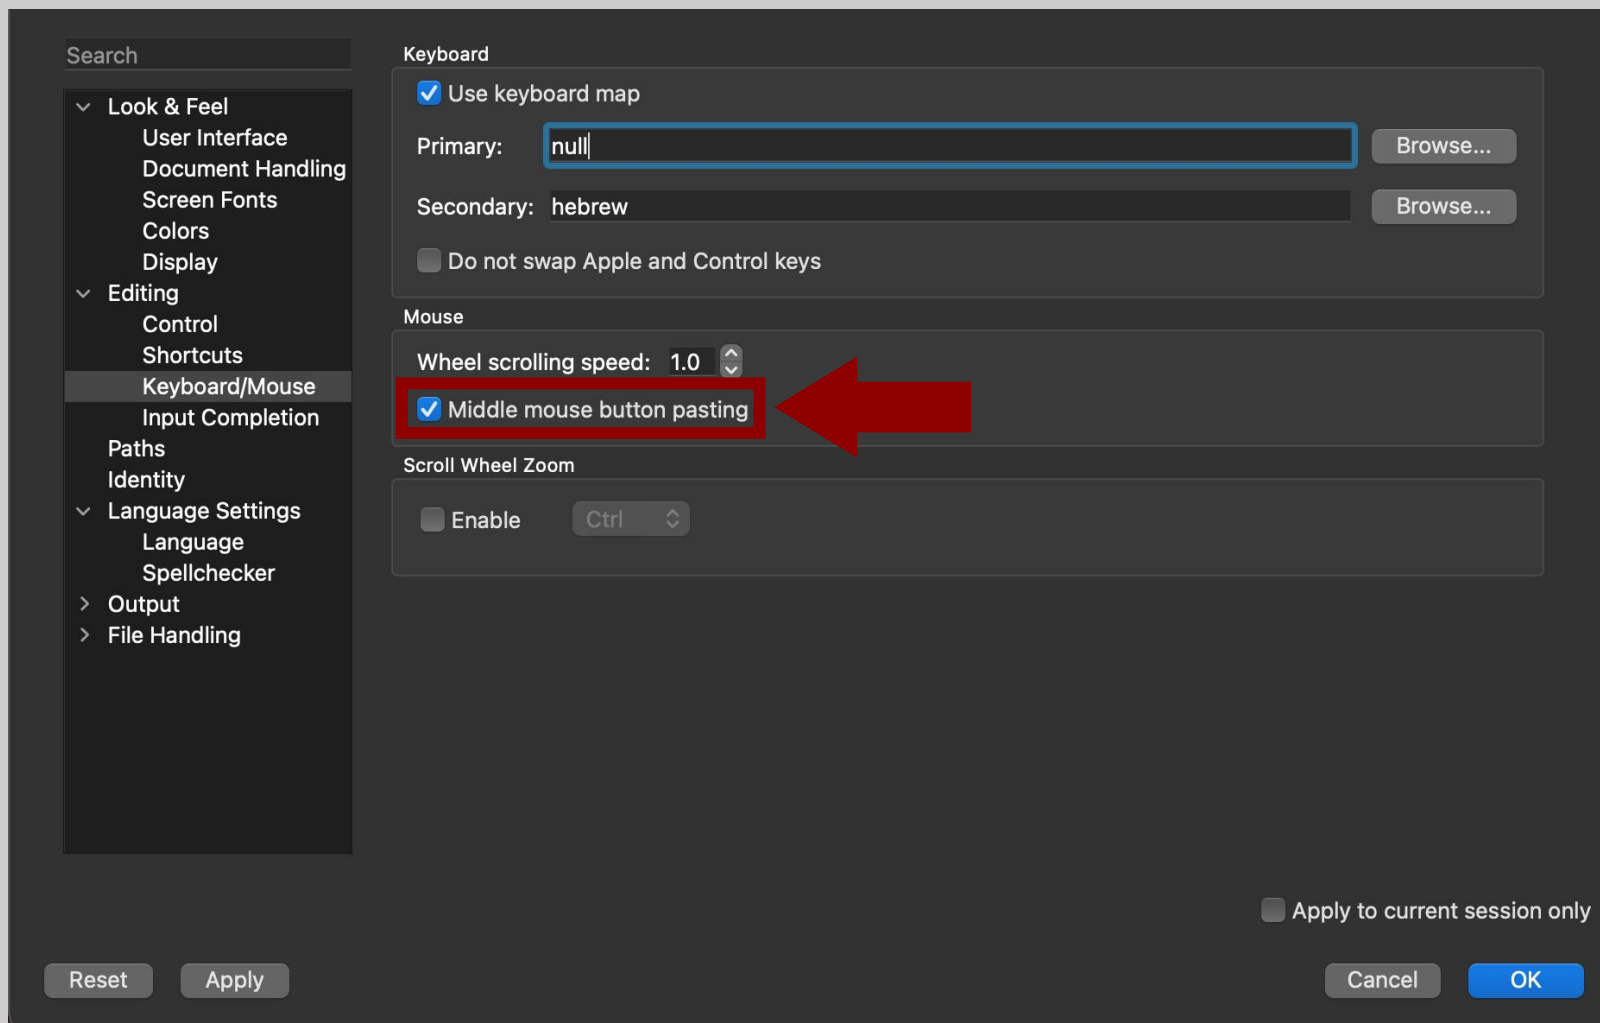 Search
Look & Feel
User Interface
Document Handling
Screen Fonts
Colors
Display
Editing
Control
Shortcuts
Keyboard/Mouse
Input Completion
Paths
Identity
Language Settings
Language
Spellchecker
Output
File Handling
Keyboard
Use keyboard map
Primary: null Browse...
Secondary: hebrew Browse...
Do not swap Apple and Control keys
Mouse
Wheel scrolling speed: 1.0
Middle mouse button pasting
Scroll Wheel Zoom
Enable Ctrl
Apply to current session only
Reset Apply Cancel OK